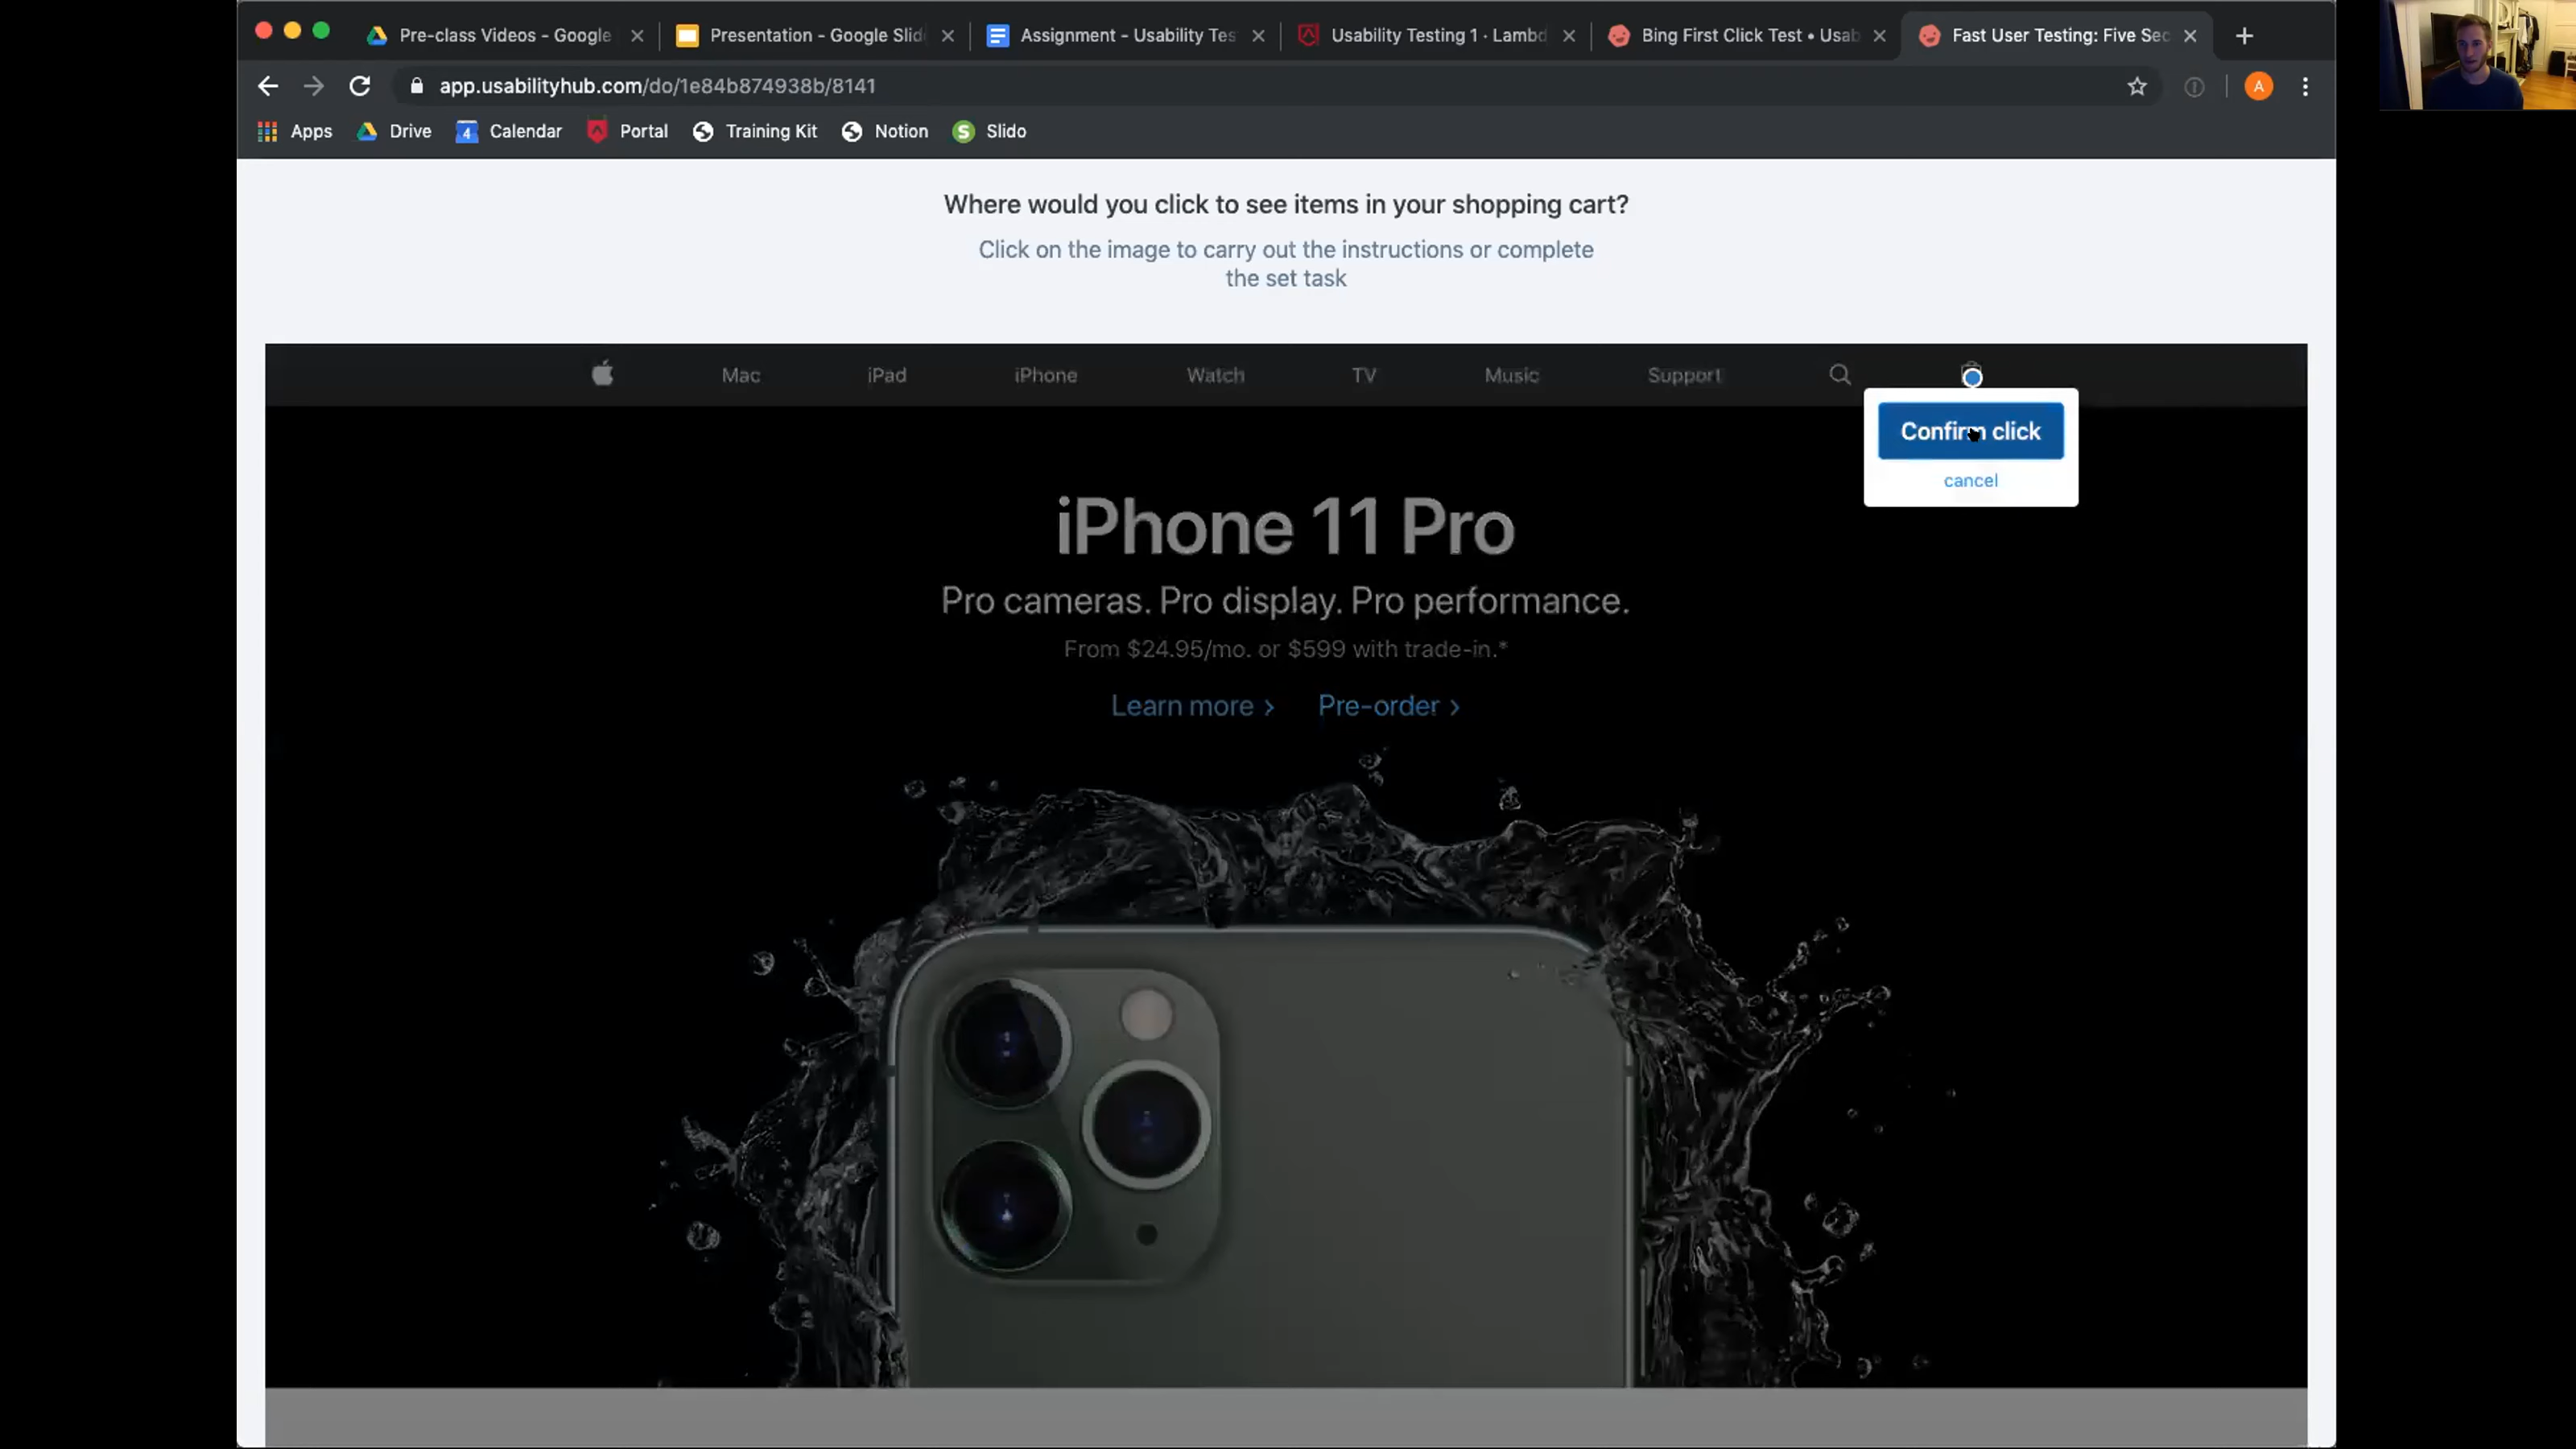 Pre-class Videos - Google
Presentation - Google Slid
Assignment - Usability Tes
Usability Testing 1 · Lambd
Bing First Click Test • Usab
Fast User Testing: Five Sec
app.usabilityhub.com/do/1e84b874938b/8141
A
Apps
Drive
4 Calendar
Portal
Training Kit
Notion
S Slido
Where would you click to see items in your shopping cart?
Click on the image to carry out the instructions or complete
the set task
Mac iPad iPhone Watch TV Music Support
Confirm click
cancel
iPhone 11 Pro
Pro cameras. Pro display. Pro performance.
From $24.95/mo. or $599 with trade-in.*
Learn more > Pre-order >